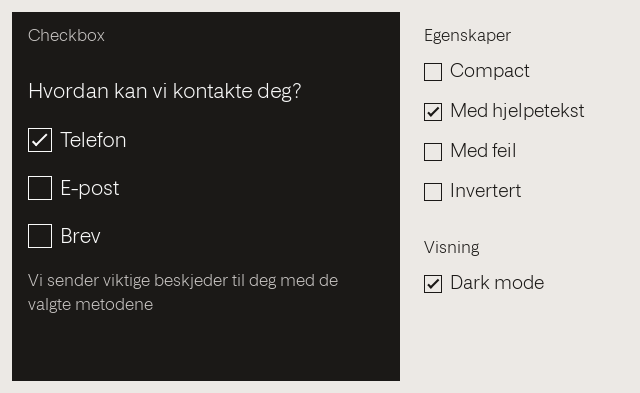 Checkbox
Hvordan kan vi kontakte deg?
Telefon
E-post
Brev
Vi sender viktige beskjeder til deg med de
valgte metodene
Egenskaper
Compact
Med hjelpetekst
Med feil
Invertert
Visning
Dark mode